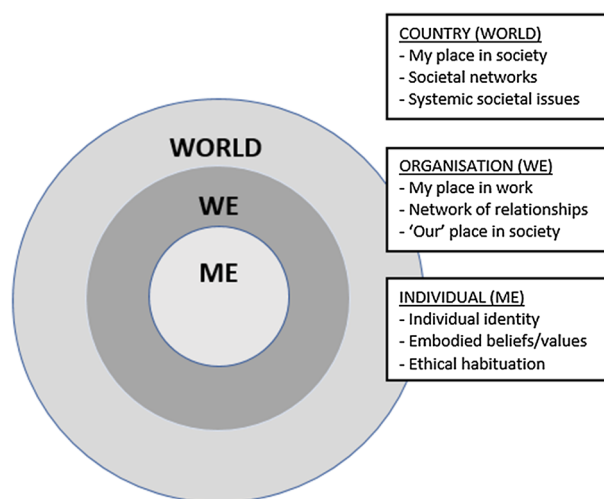 COUNTRY (WORLD)
- My place in society
- Societal networks
- Systemic societal issues
WORLD
ORGANISATION (WE)
- My place in work
- Network of relationships
- ‘Our’ place in society
WE
ME
INDIVIDUAL (ME)
- Individual identity
- Embodied beliefs/values
- Ethical habituation